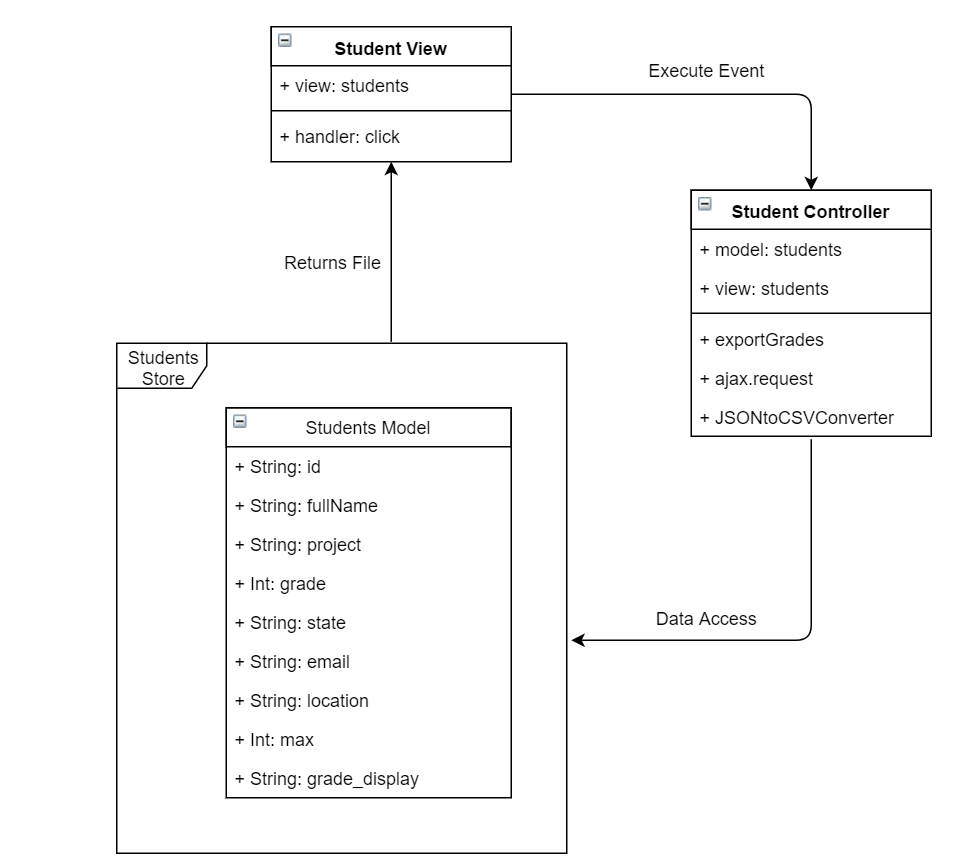 Student View
+ view: students
+ handler: click
Execute Event
Student Controller
+ model: students
+ view: students
+ exportGrades
+ ajax.request
+ JSONtoCSVConverter
Returns File
Students
Store
Students Model
+ String: id
+ String: fullName
+ String: project
+ Int: grade
+ String: state
+ String: email
+ String: location
+ Int: max
+ String: grade_display
Data Access